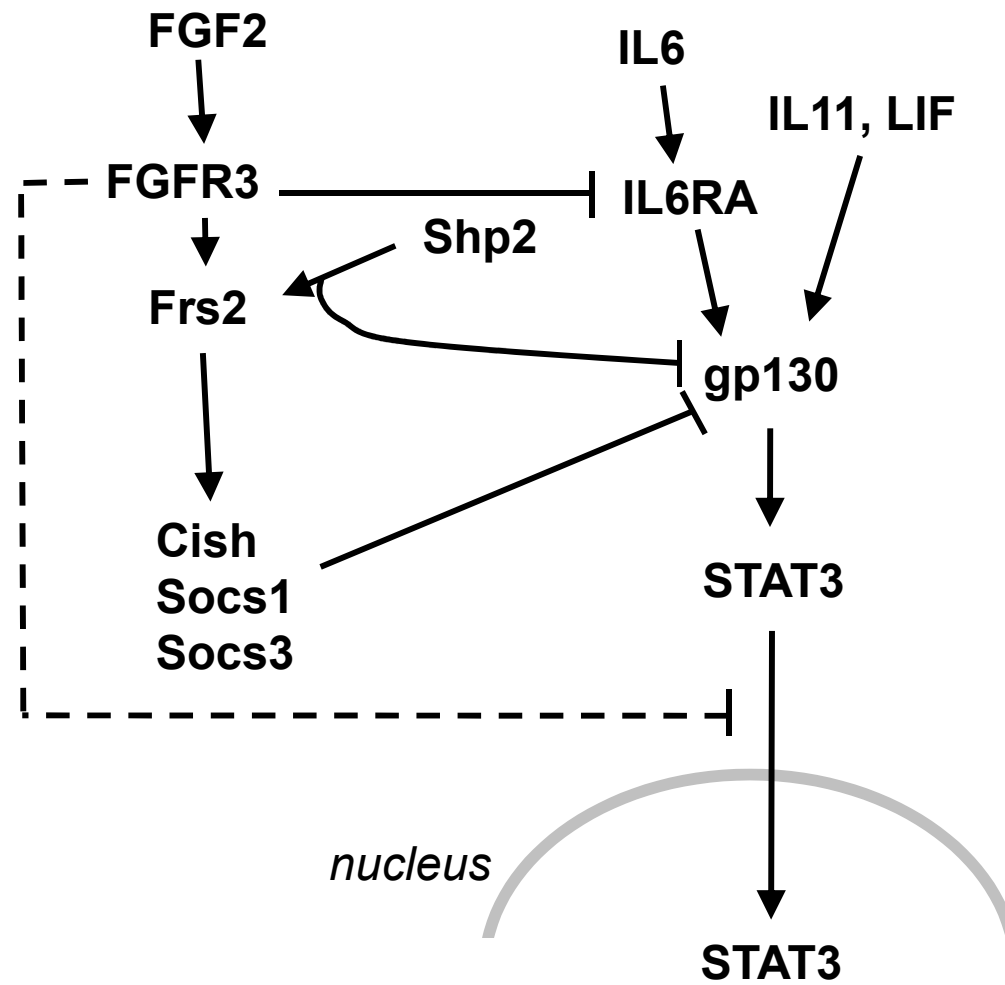 FGF2
IL6
IL11, LIF
FGFR3
IL6RA
Shp2
Frs2
gp130
Cish
Socs1
Socs3
STAT3
nucleus
STAT3